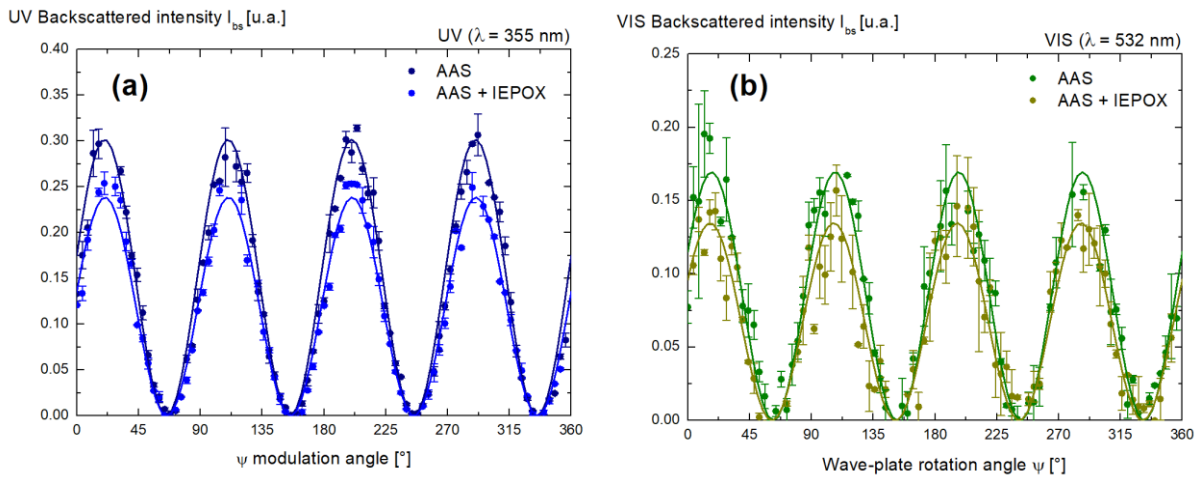 UV Backscattered intensity I_bs [u.a.]
UV (λ = 355 nm)
(a)
AAS
AAS + IEPOX
0.40
0.35
0.30
0.25
0.20
0.15
0.10
0.05
0.00
0 45 90 135 180 225 270 315 360
ψ modulation angle [°]
VIS Backscattered intensity I_bs [u.a.]
VIS (λ = 532 nm)
(b)
AAS
AAS + IEPOX
0.25
0.20
0.15
0.10
0.05
0.00
0 45 90 135 180 225 270 315 360
Wave-plate rotation angle ψ [°]